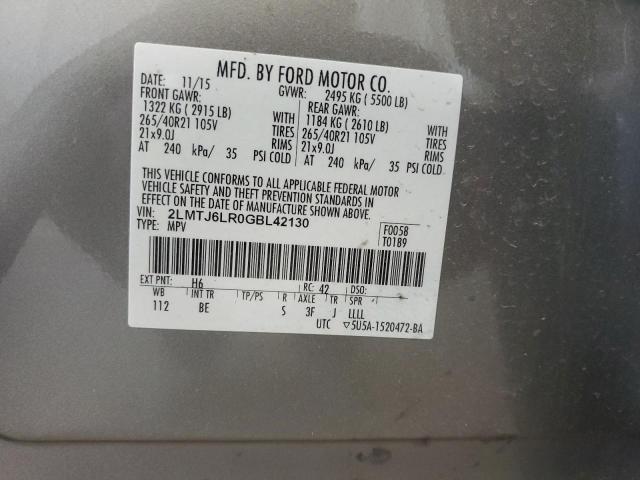 MFD. BY FORD MOTOR CO.
DATE: 11/15 GVWR: 2495 KG ( 5500 LB)
FRONT GAWR: REAR GAWR:
1322 KG ( 2915 LB) WITH 1184 KG ( 2610 LB) WITH
265/40R21 105V TIRES 265/40R21 105V TIRES
21x9.0J RIMS 21x9.0J RIMS
AT 240 kPa/ 35 PSI COLD AT 240 kPa/ 35 PSI COLD
THIS VEHICLE CONFORMS TO ALL APPLICABLE FEDERAL MOTOR
VEHICLE SAFETY AND THEFT PREVENTION STANDARDS IN
EFFECT ON THE DATE OF MANUFACTURE SHOWN ABOVE.
VIN: 2LMTJ6LR0GBL42130 F0058
TYPE: MPV T0189
EXT PNT: H6 RC: 42 DSO:
WB INT TR TP/PS R AXLE TR SPR
112 BE S 3F J LLLL
UTC ▽5U5A-1520472-BA